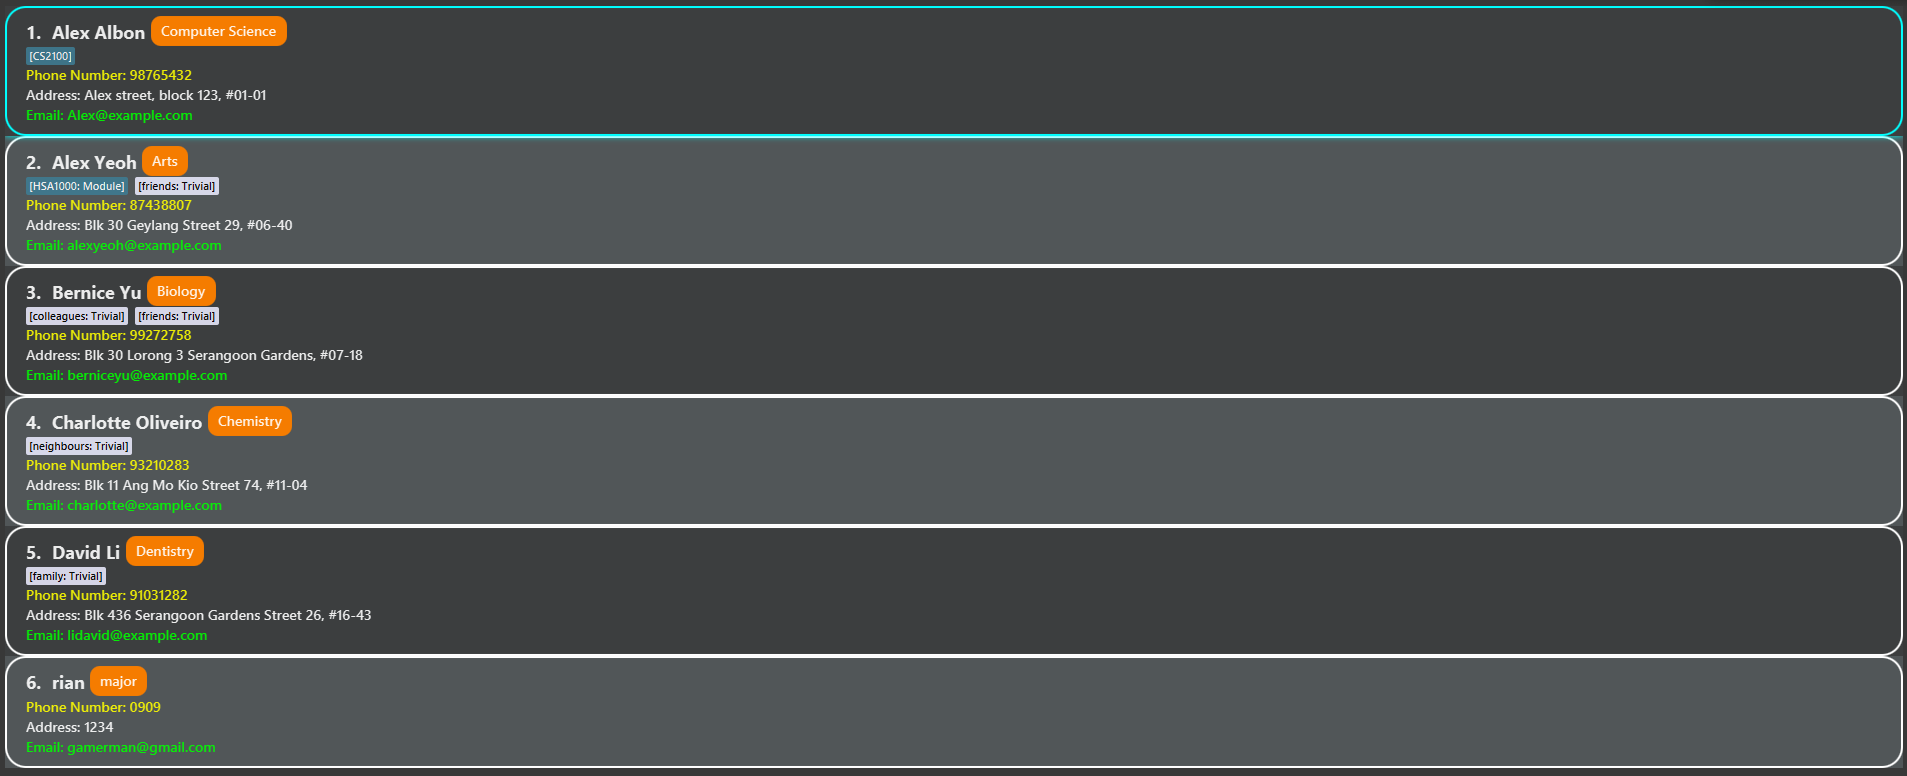 1. Alex Albon Computer Science
[CS2100]
Phone Number: 98765432
Address: Alex street, block 123, #01-01
Email: Alex@example.com
2. Alex Yeoh Arts
[HSA1000: Module] [friends: Trivial]
Phone Number: 87438807
Address: Blk 30 Geylang Street 29, #06-40
Email: alexyeoh@example.com
3. Bernice Yu Biology
[colleagues: Trivial] [friends: Trivial]
Phone Number: 99272758
Address: Blk 30 Lorong 3 Serangoon Gardens, #07-18
Email: berniceyu@example.com
4. Charlotte Oliveiro Chemistry
[neighbours: Trivial]
Phone Number: 93210283
Address: Blk 11 Ang Mo Kio Street 74, #11-04
Email: charlotte@example.com
5. David Li Dentistry
[family: Trivial]
Phone Number: 91031282
Address: Blk 436 Serangoon Gardens Street 26, #16-43
Email: lidavid@example.com
6. rian major
Phone Number: 0909
Address: 1234
Email: gamerman@gmail.com